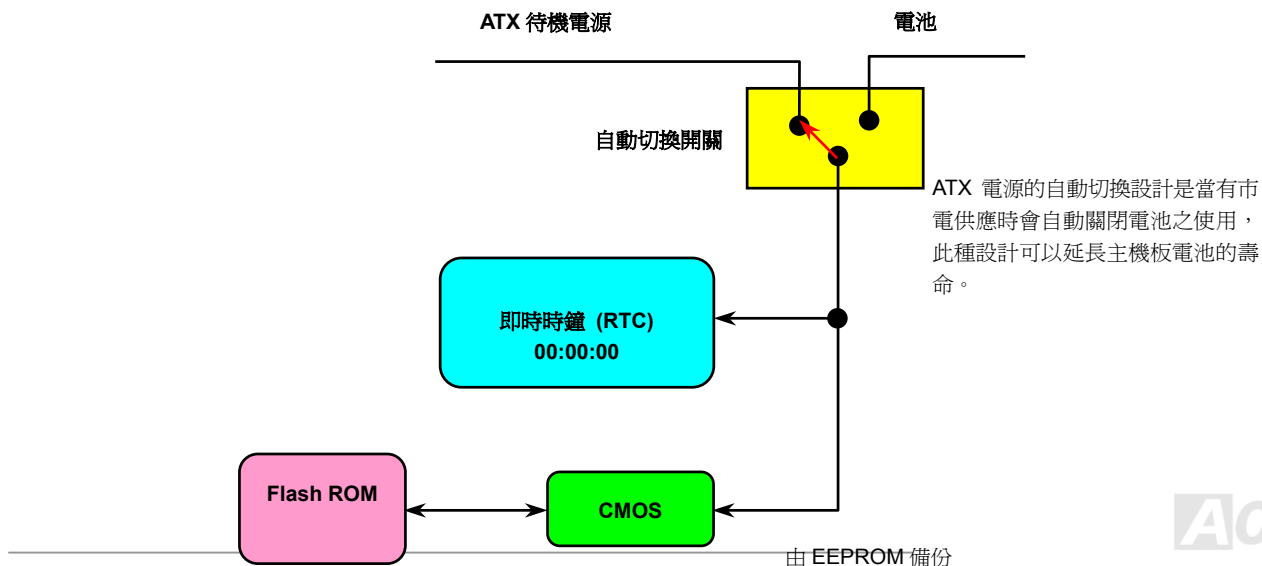 ATX 待機電源
電池
自動切換開關
ATX 電源的自動切換設計是當有市
電供應時會自動關閉電池之使用，
此種設計可以延長主機板電池的壽
命。
即時時鐘 (RTC)
00:00:00
Flash ROM
CMOS
由 EEPROM 備份